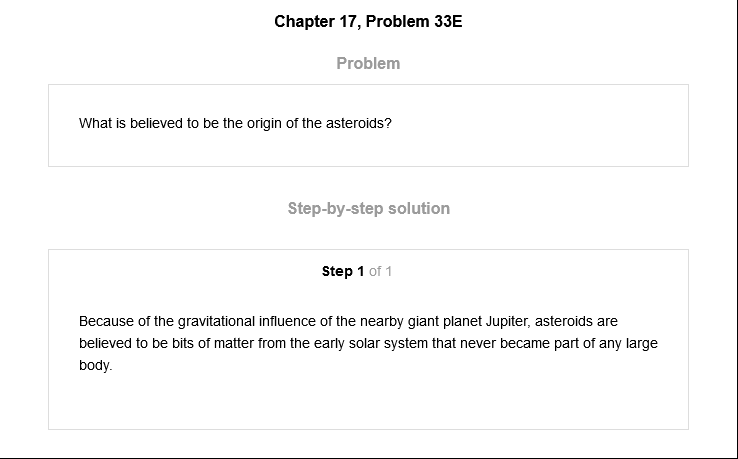 Chapter 17, Problem 33E
Problem
What is believed to be the origin of the asteroids?
Step-by-step solution
Step 1 of 1
Because of the gravitational influence of the nearby giant planet Jupiter, asteroids are
believed to be bits of matter from the early solar system that never became part of any large
body.